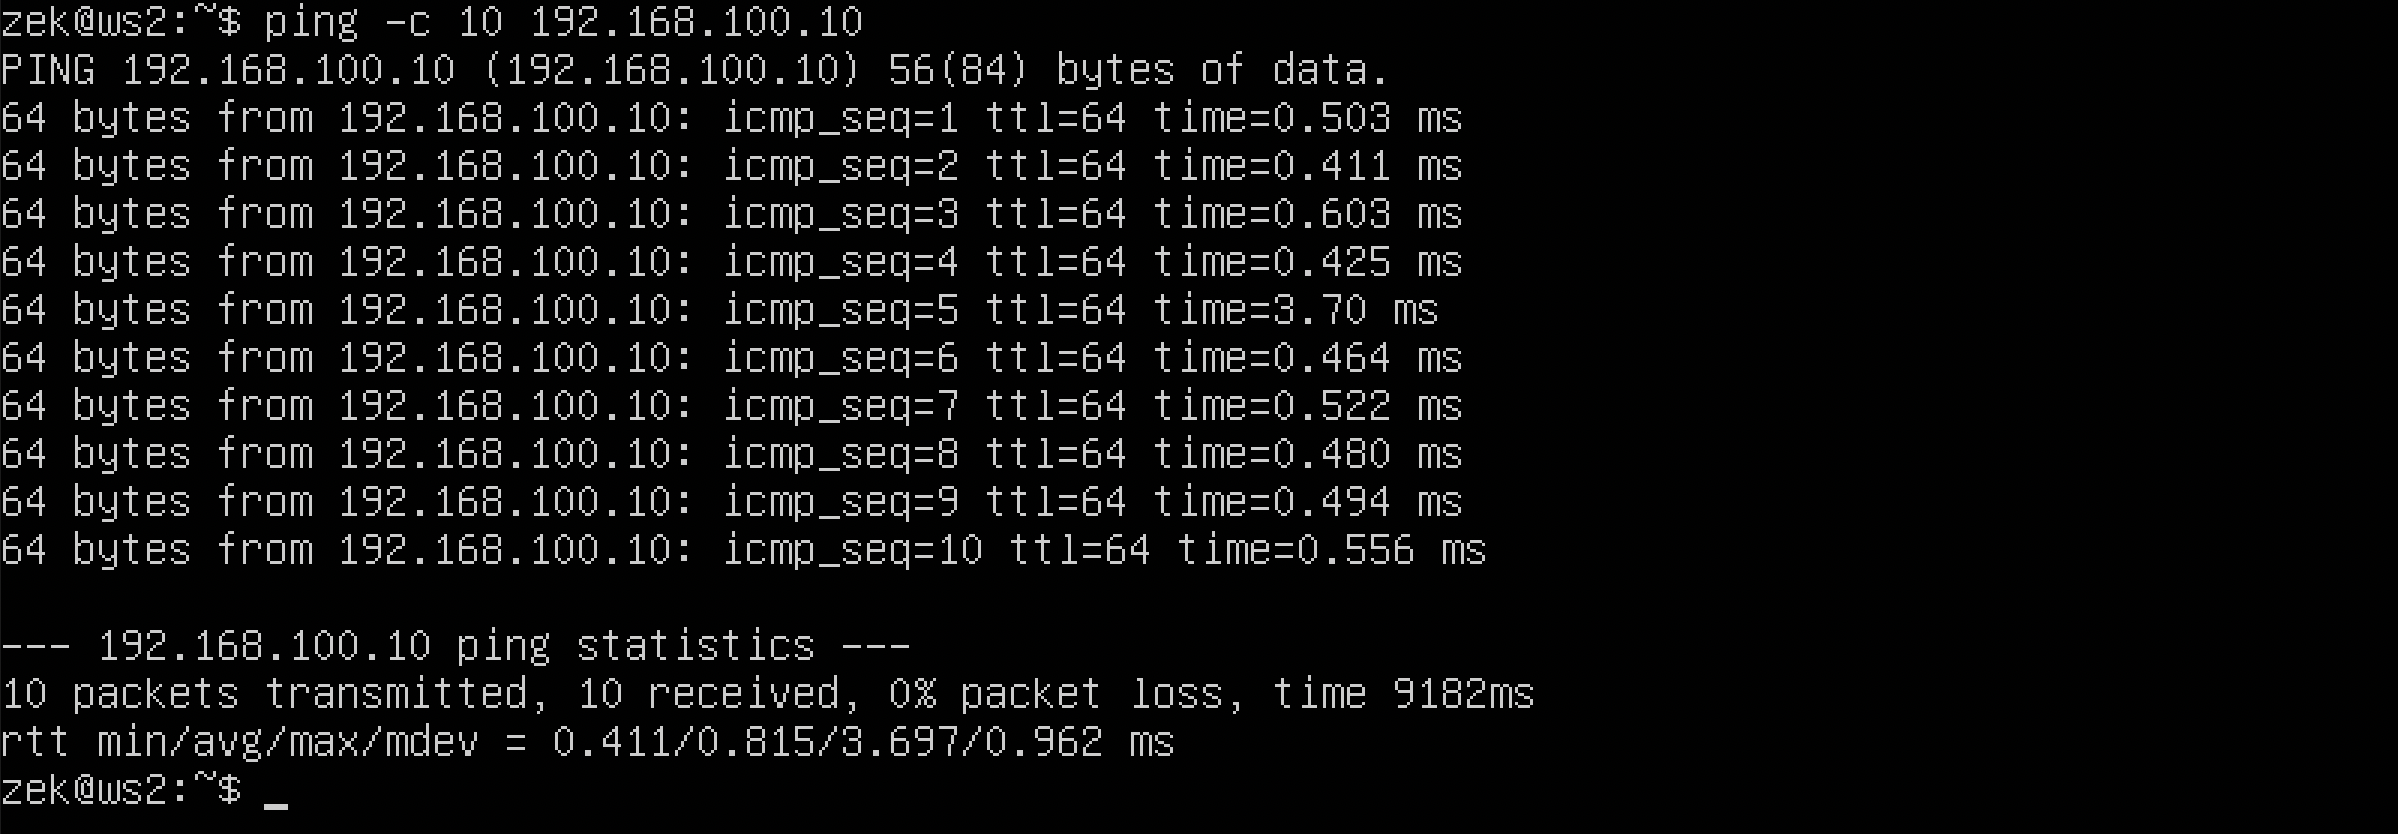 zek@ws2:~$ ping -c 10 192.168.100.10
PING 192.168.100.10 (192.168.100.10) 56(84) bytes of data.
64 bytes from 192.168.100.10: icmp_seq=1 ttl=64 time=0.503 ms
64 bytes from 192.168.100.10: icmp_seq=2 ttl=64 time=0.411 ms
64 bytes from 192.168.100.10: icmp_seq=3 ttl=64 time=0.603 ms
64 bytes from 192.168.100.10: icmp_seq=4 ttl=64 time=0.425 ms
64 bytes from 192.168.100.10: icmp_seq=5 ttl=64 time=3.70 ms
64 bytes from 192.168.100.10: icmp_seq=6 ttl=64 time=0.464 ms
64 bytes from 192.168.100.10: icmp_seq=7 ttl=64 time=0.522 ms
64 bytes from 192.168.100.10: icmp_seq=8 ttl=64 time=0.480 ms
64 bytes from 192.168.100.10: icmp_seq=9 ttl=64 time=0.494 ms
64 bytes from 192.168.100.10: icmp_seq=10 ttl=64 time=0.556 ms
--- 192.168.100.10 ping statistics ---
10 packets transmitted, 10 received, 0% packet loss, time 9182ms
rtt min/avg/max/mdev = 0.411/0.815/3.697/0.962 ms
zek@ws2:~$ _